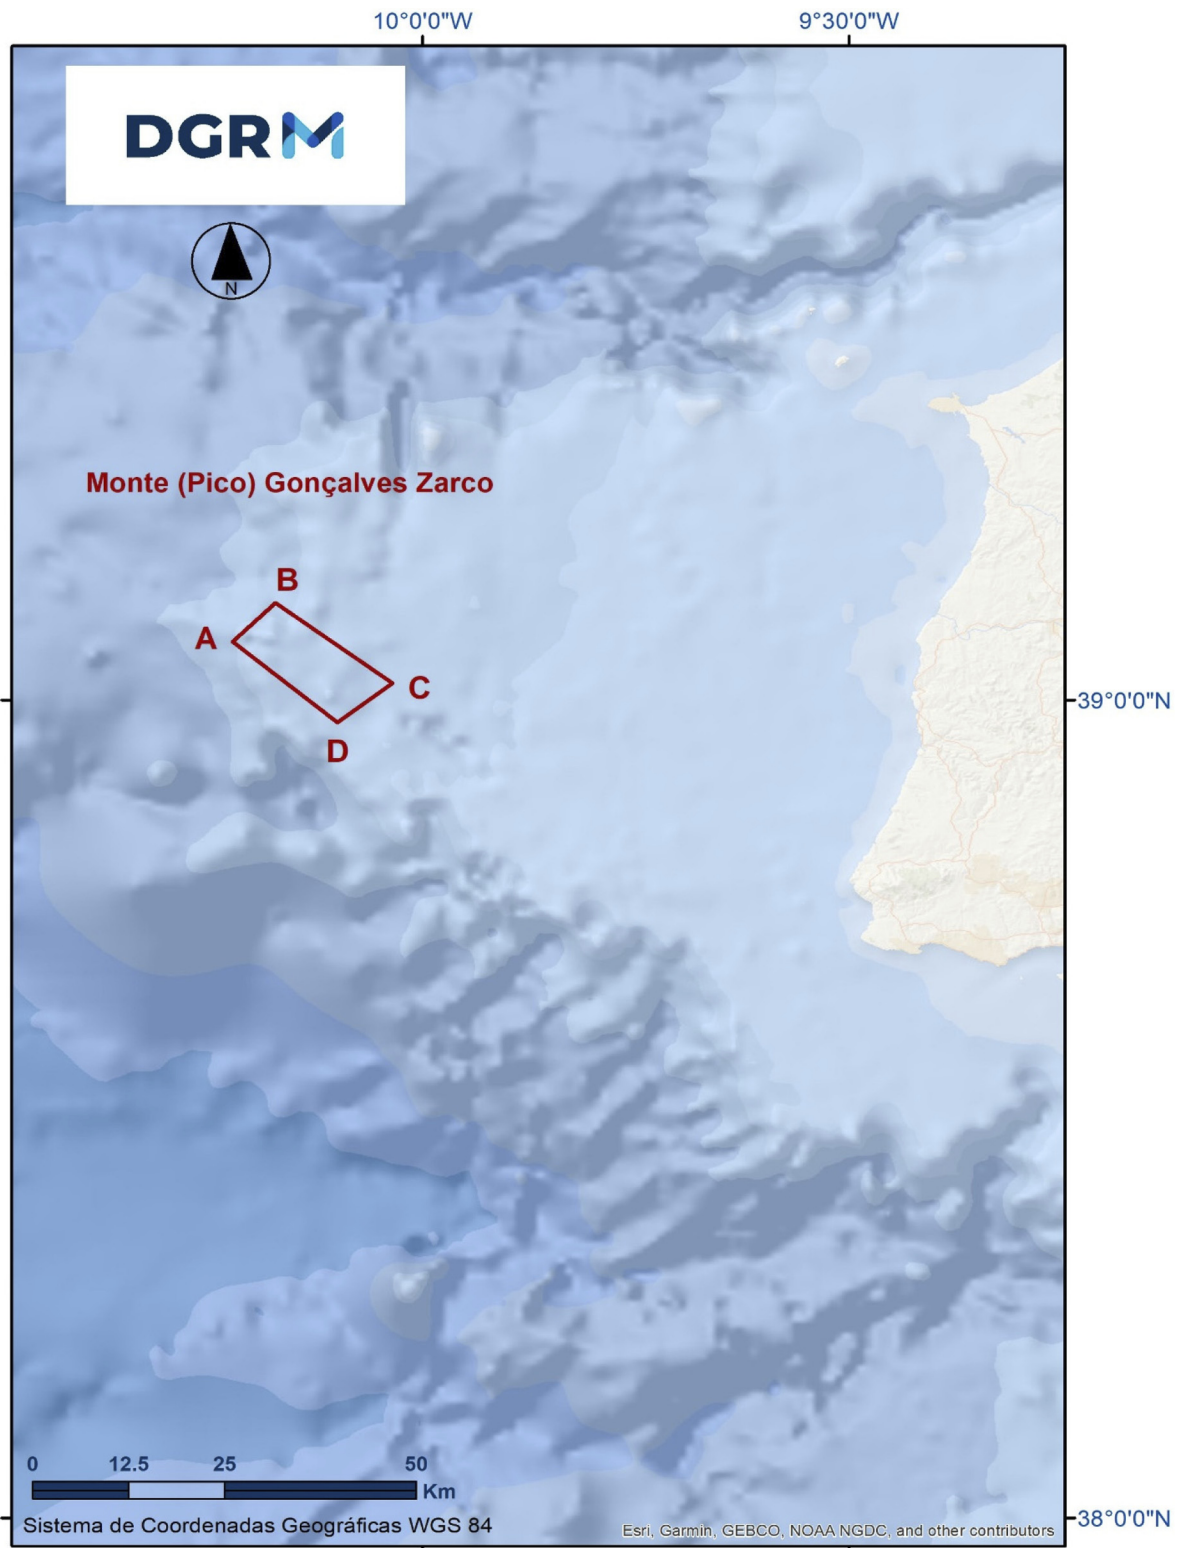 10°0'0"W
9°30'0"W
DGRM
N
Monte (Pico) Gonçalves Zarco
B
A
C
39°0'0"N
D
0 12.5 25 50
Km
Sistema de Coordenadas Geográficas WGS 84
Esri, Garmin, GEBCO, NOAA NGDC, and other contributors
38°0'0"N